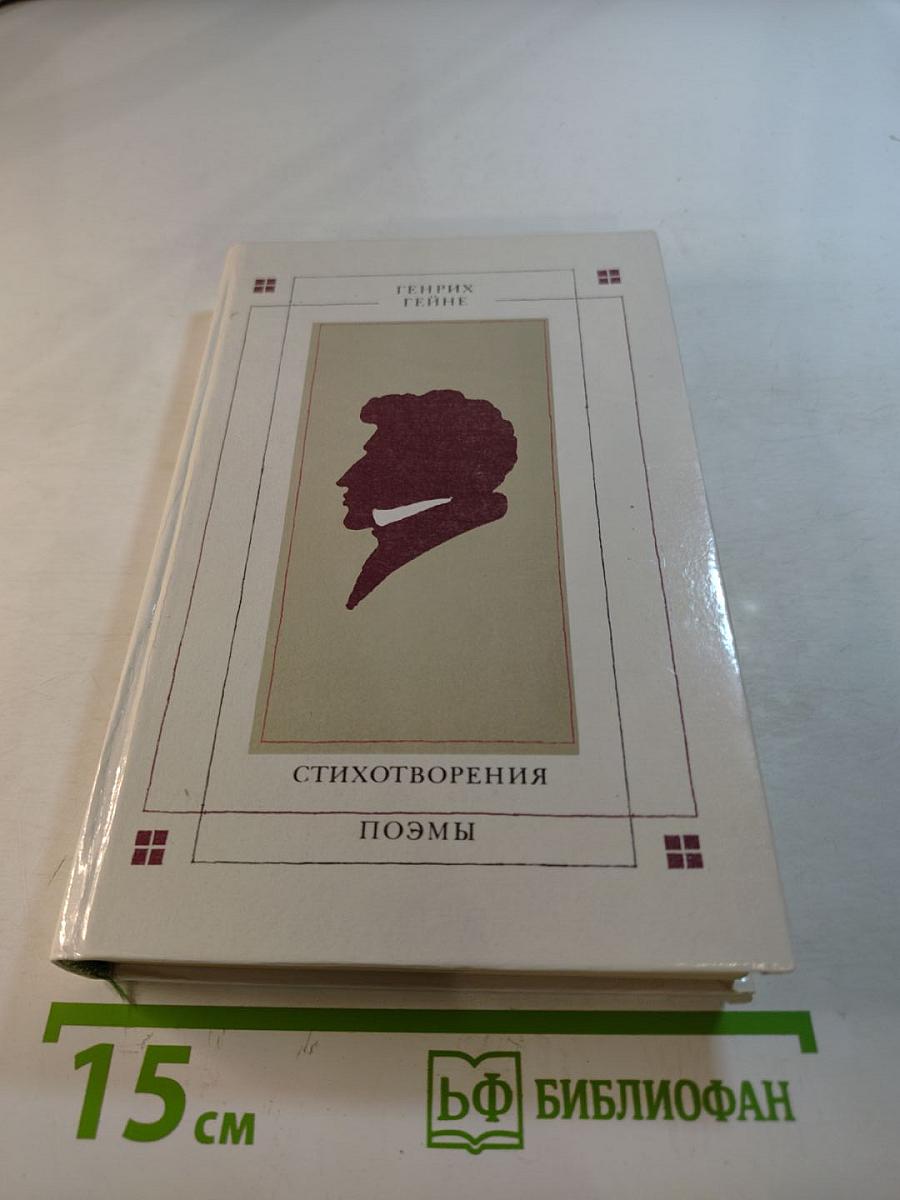 ГЕНРИХ
ГЕЙНЕ
СТИХОТВОРЕНИЯ
ПОЭМЫ
15 см
ЬФ БИБЛИОФАН